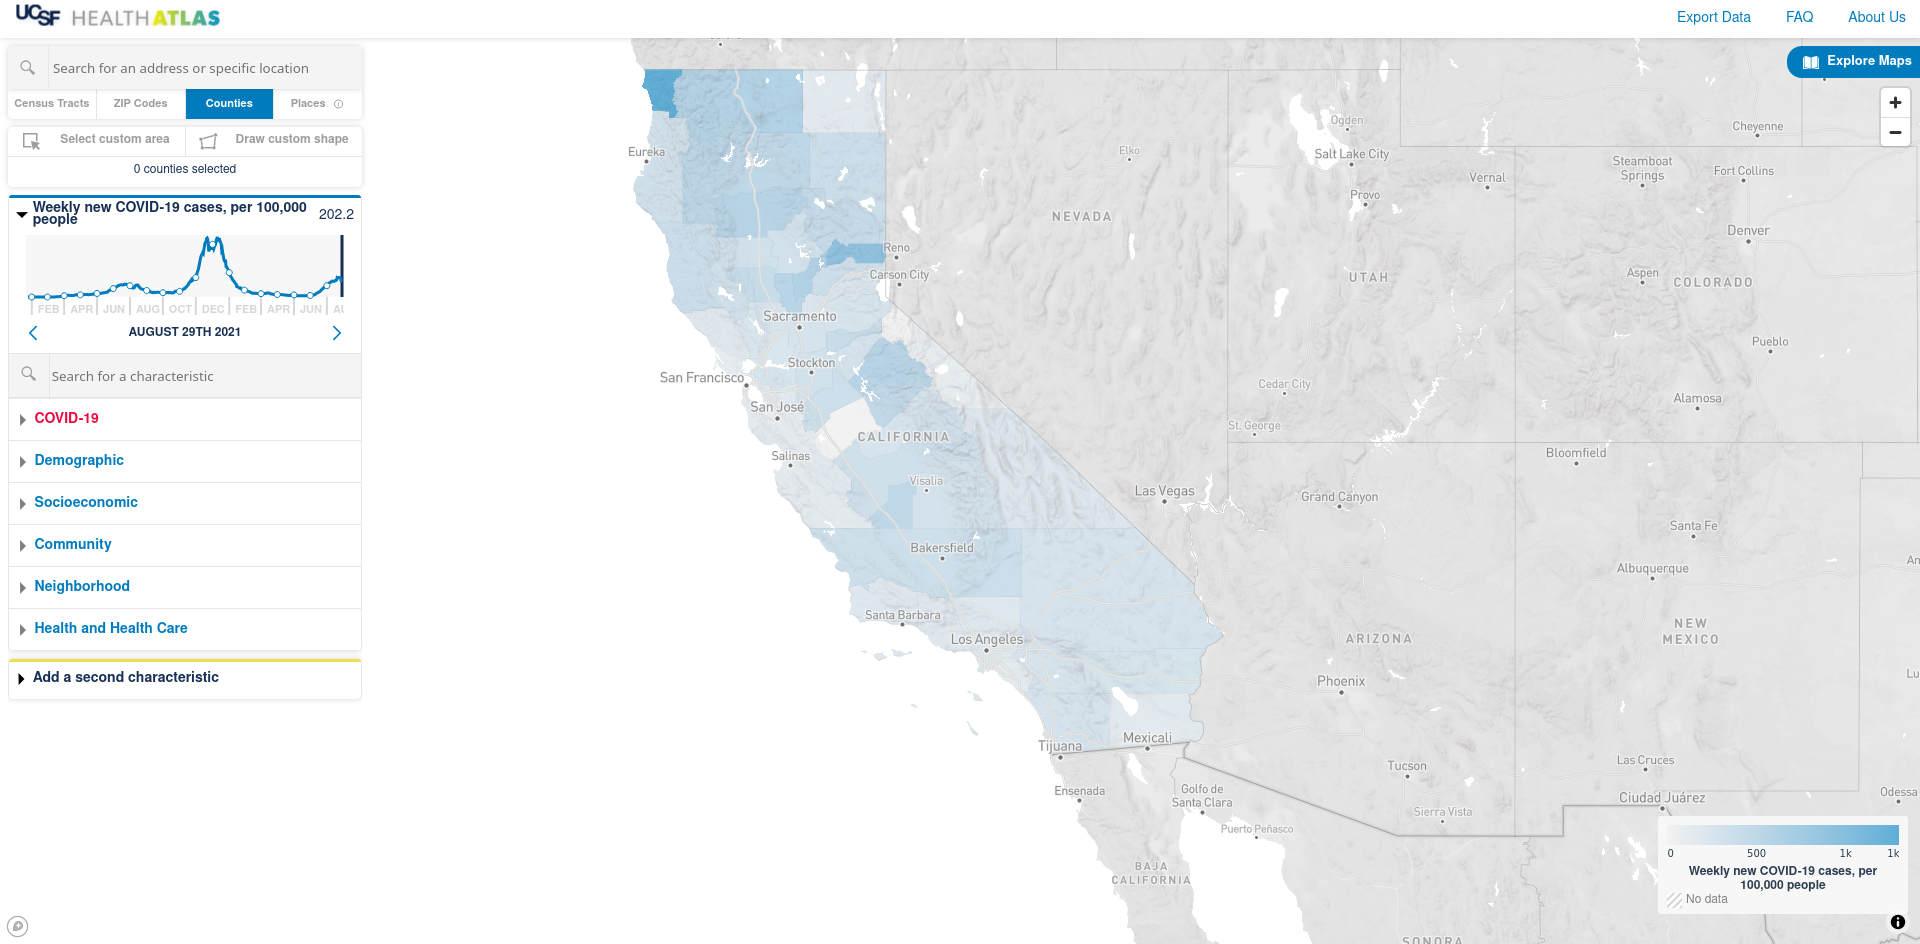 UCSF HEALTH ATLAS
Export Data
FAQ
About Us
Search for an address or specific location
Census Tracts
ZIP Codes
Counties
Places
Select custom area
Draw custom shape
0 counties selected
Weekly new COVID-19 cases, per 100,000
people
202.2
FEB APR JUN AUG OCT DEC FEB APR JUN AU
AUGUST 29TH 2021
Search for a characteristic
COVID-19
Demographic
Socioeconomic
Community
Neighborhood
Health and Health Care
Add a second characteristic
Explore Maps
+
−
Ogden
Cheyenne
Eureka
Elko
Salt Lake City
Steamboat
Springs
Fort Collins
Vernal
Provo
NEVADA
Denver
Reno
Carson City
UTAH
Aspen
COLORADO
Sacramento
Pueblo
Stockton
San Francisco
Cedar City
San José
Alamosa
St. George
CALIFORNIA
Salinas
Bloomfield
Visalia
Las Vegas
Grand Canyon
Santa Fe
Bakersfield
Albuquerque
An
Santa Barbara
Los Angeles
ARIZONA
NEW
MEXICO
Lu
Phoenix
Tijuana
Mexicali
Tucson
Las Cruces
Ensenada
Golfo de
Santa Clara
Ciudad Juárez
Odessa
Sierra Vista
Puerto Peñasco
BAJA
CALIFORNIA
SONORA
0 500 1k 1k
Weekly new COVID-19 cases, per
100,000 people
No data